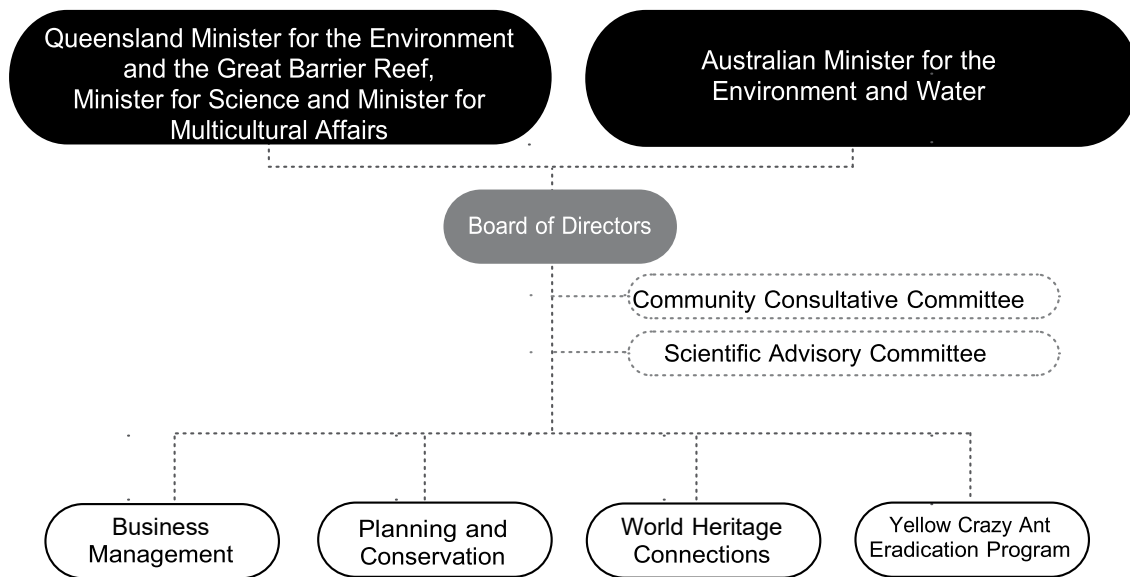 Queensland Minister for the Environment
and the Great Barrier Reef,
Minister for Science and Minister for
Multicultural Affairs
Australian Minister for the
Environment and Water
Board of Directors
Community Consultative Committee
Scientific Advisory Committee
Business
Management
Planning and
Conservation
World Heritage
Connections
Yellow Crazy Ant
Eradication Program